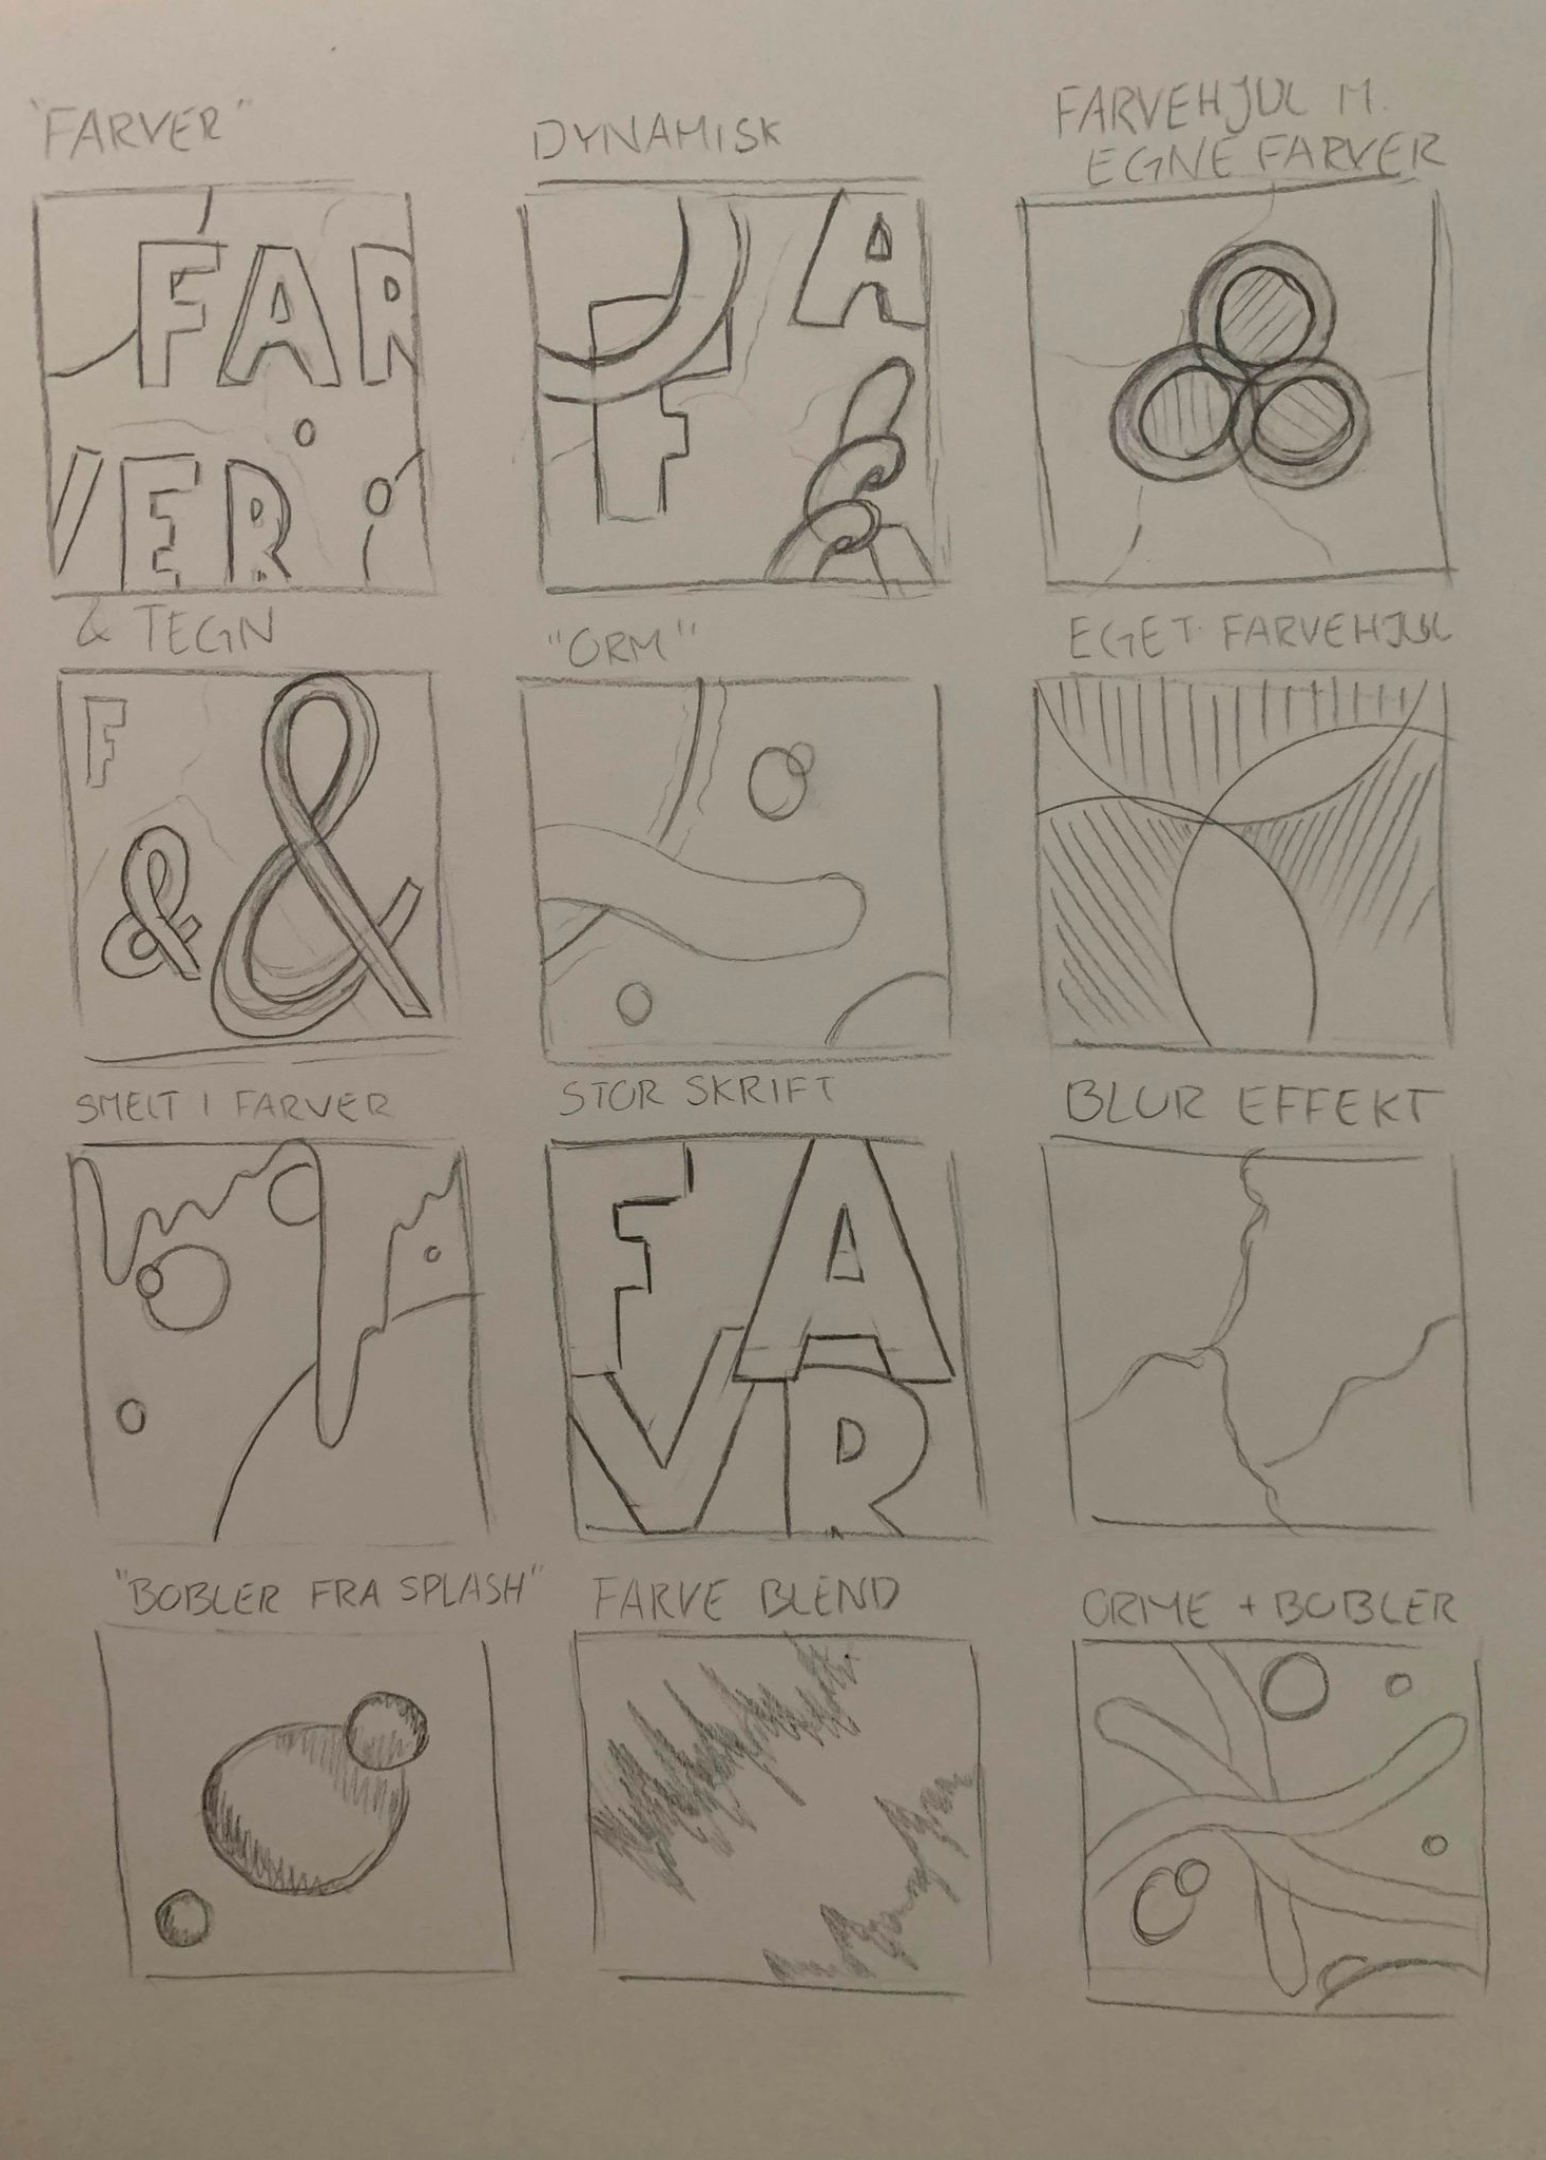 "FARVER"
DYNAMISK
FARVEHJUL M.
EGNE FARVER
FAR
VER
A
F
& TEGN
"ORM"
EGET FARVEHJUL
F
&
&
SMELT I FARVER
STOR SKRIFT
BLUR EFFEKT
FA
VR
"BOBLER FRA SPLASH"
FARVE BLEND
ORME + BOBLER